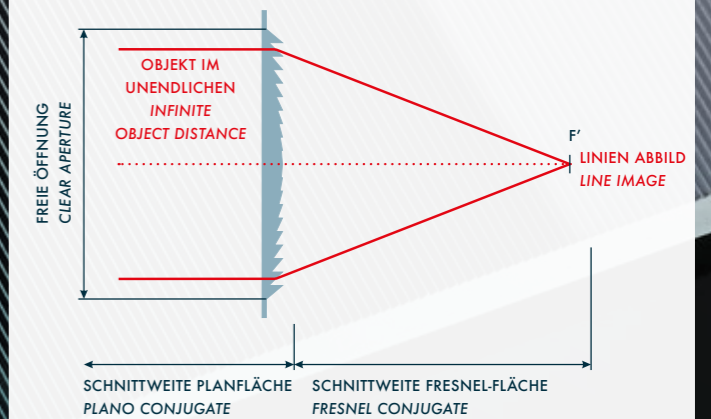 OBJEKT IM
UNENDLICHEN
INFINITE
OBJECT DISTANCE
FREIE ÖFFNUNG
CLEAR APERTURE
F’
LINIEN ABBILD
LINE IMAGE
SCHNITTWEITE PLANFLÄCHE
PLANO CONJUGATE
SCHNITTWEITE FRESNEL-FLÄCHE
FRESNEL CONJUGATE